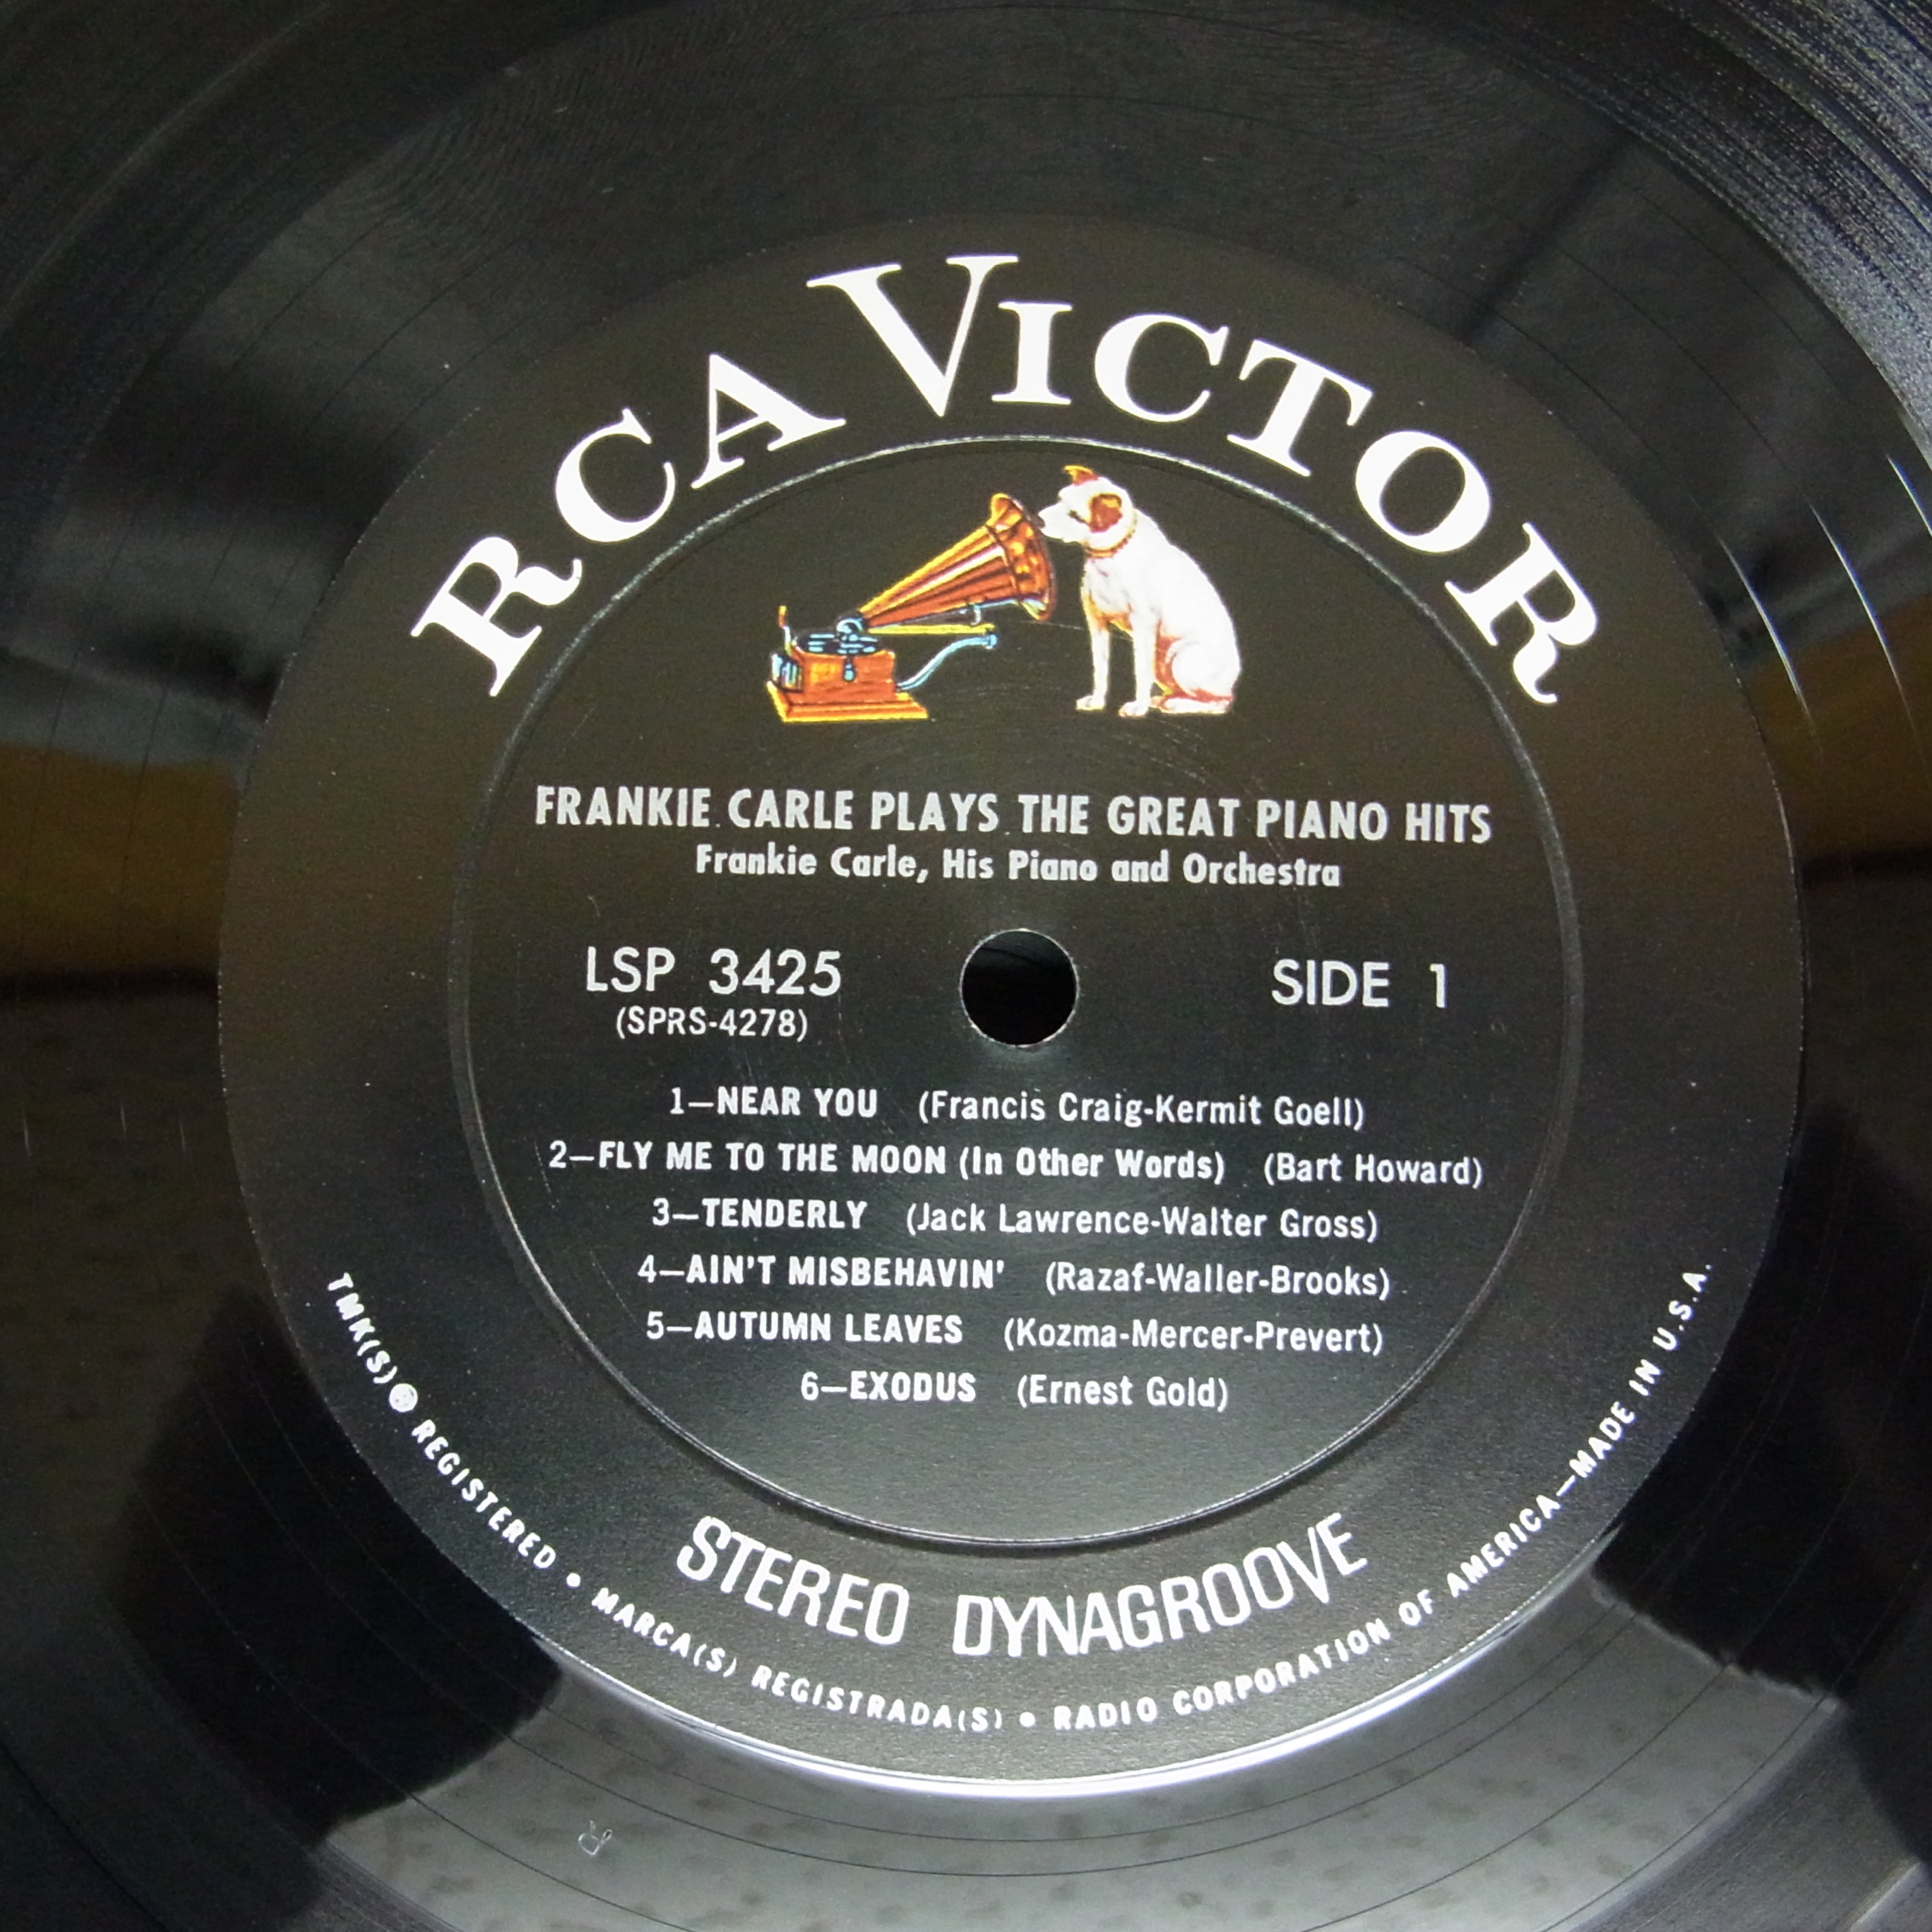 RCA VICTOR
FRANKIE CARLE PLAYS THE GREAT PIANO HITS
Frankie Carle, His Piano and Orchestra
LSP 3425
(SPRS-4278)
SIDE 1
1—NEAR YOU (Francis Craig-Kermit Goell)
2—FLY ME TO THE MOON (In Other Words) (Bart Howard)
3—TENDERLY (Jack Lawrence-Walter Gross)
4—AIN'T MISBEHAVIN' (Razaf-Waller-Brooks)
5—AUTUMN LEAVES (Kozma-Mercer-Prevert)
6—EXODUS (Ernest Gold)
STEREO DYNAGROOVE
TMK(S) ® REGISTERED • MARCA(S) REGISTRADA(S) • RADIO CORPORATION OF AMERICA—MADE IN U.S.A.
R